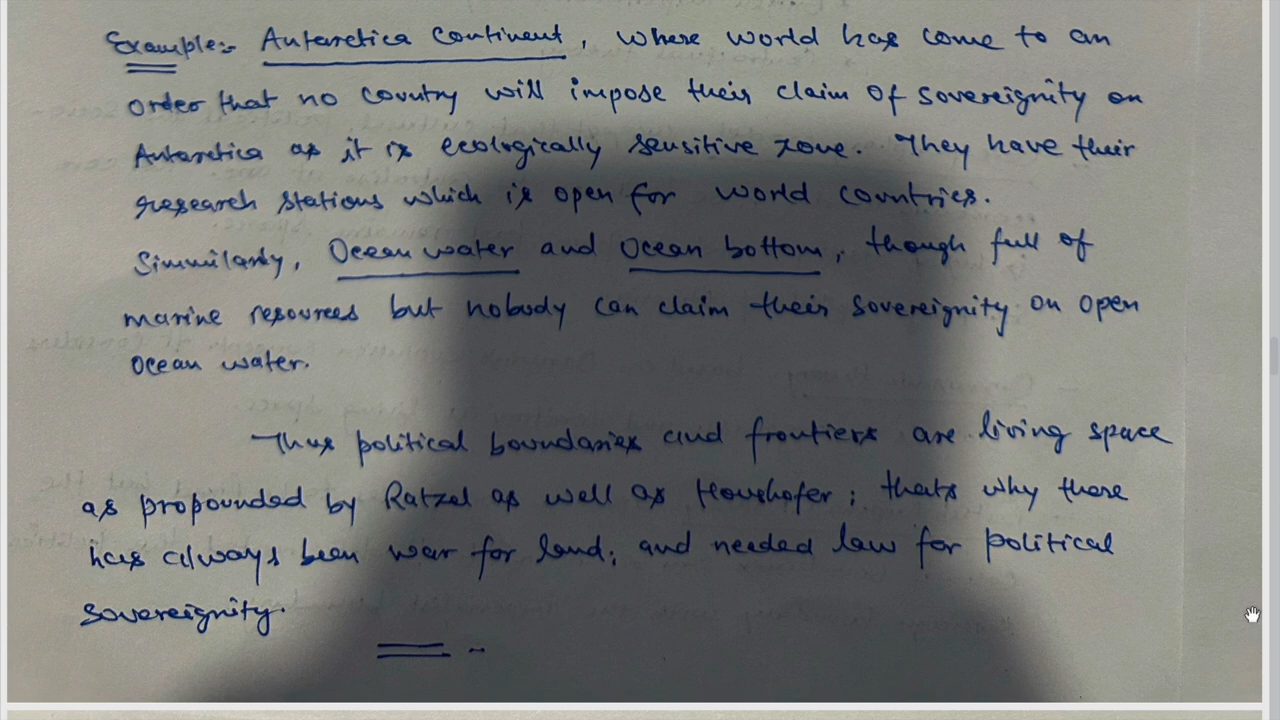 Example:- Antarctica Continent, where world has come to an
order that no country will impose their claim of sovereignity on
Antarctica as it is ecologically sensitive zone. They have their
research stations which is open for world countries.
Simmilarly, Ocean water and Ocean bottom, though full of
marine resources but nobody can claim their sovereignity on open
ocean water.
Thus political boundaries and frontiers are living space
as propounded by Ratzel as well as Houshofer; thats why there
has always been war for land; and needed law for political
sovereignity.